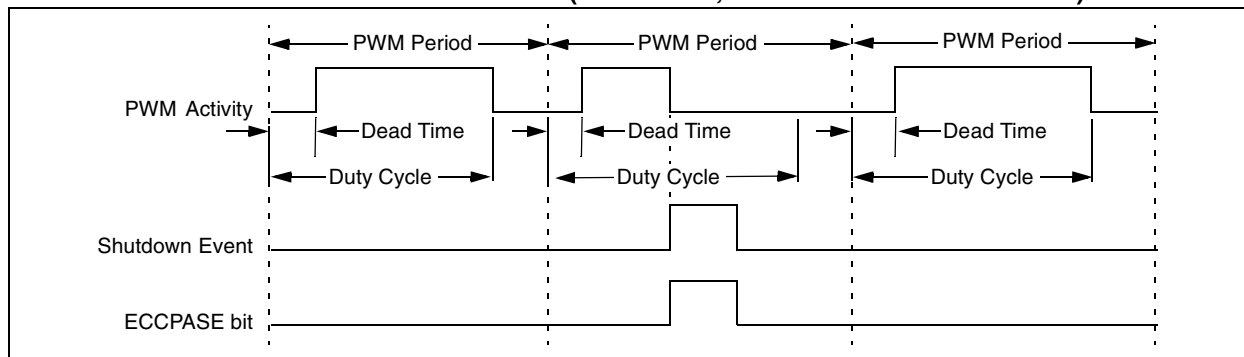 PWM Period PWM Period PWM Period
PWM Activity
Dead Time Dead Time Dead Time
Duty Cycle Duty Cycle Duty Cycle
Shutdown Event
ECCPASE bit